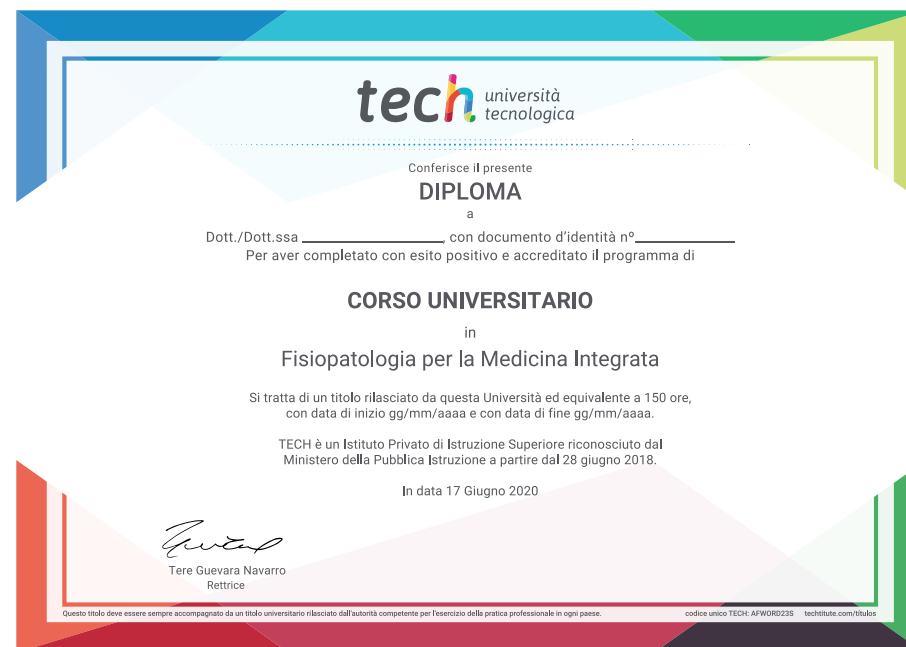 tech università
tecnologica
Conferisce il presente
DIPLOMA
a
Dott./Dott.ssa ________________, con documento d'identità nº____________
Per aver completato con esito positivo e accreditato il programma di
CORSO UNIVERSITARIO
in
Fisiopatologia per la Medicina Integrata
Si tratta di un titolo rilasciato da questa Università ed equivalente a 150 ore,
con data di inizio gg/mm/aaaa e con data di fine gg/mm/aaaa.
TECH è un Istituto Privato di Istruzione Superiore riconosciuto dal
Ministero della Pubblica Istruzione a partire dal 28 giugno 2018.
In data 17 Giugno 2020
Tere Guevara Navarro
Rettrice
Questo titolo deve essere sempre accompagnato da un titolo universitario rilasciato dall'autorità competente per l'esercizio della pratica professionale in ogni paese. codice unico TECH: AFWORD23S techtitute.com/títulos